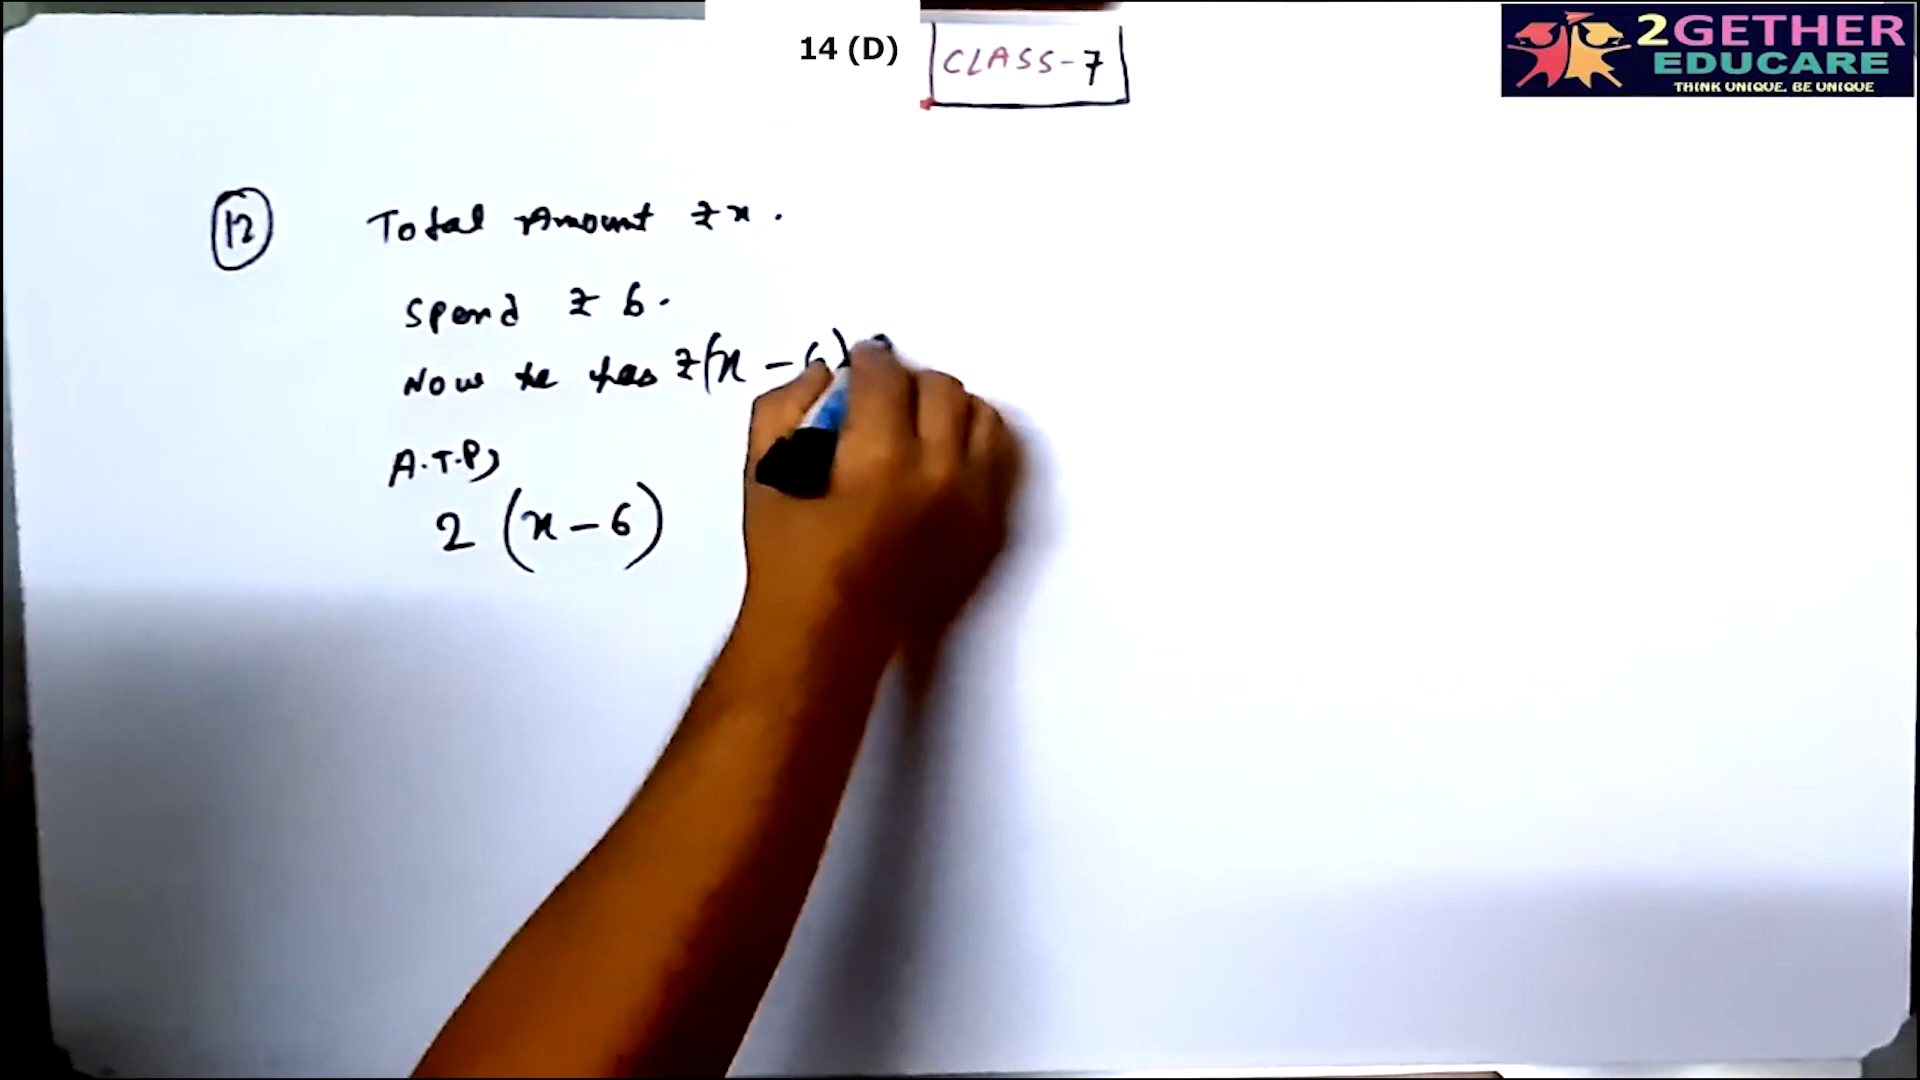 14 (D)
CLASS-7
2GETHER
EDUCARE
THINK UNIQUE. BE UNIQUE
12
Total Amount ₹ x.
Spend ₹ 6.
Now he has ₹(x - 6)
A.T.P,
2 (x-6)